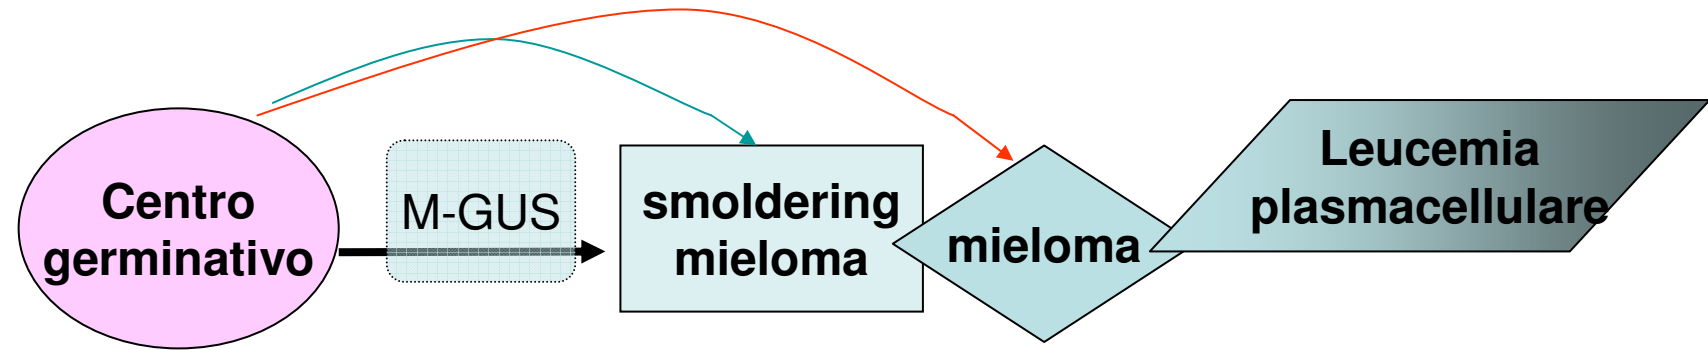 Centro
germinativo
M-GUS
smoldering
mieloma
mieloma
Leucemia
plasmacellulare